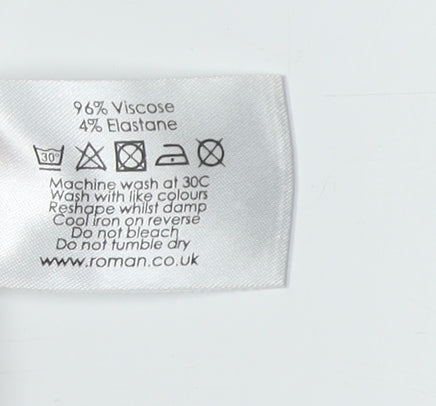 96% Viscose
4% Elastane
30°
Machine wash at 30C
Wash with like colours
Reshape whilst damp
Cool iron on reverse
Do not bleach
Do not tumble dry
www.roman.co.uk